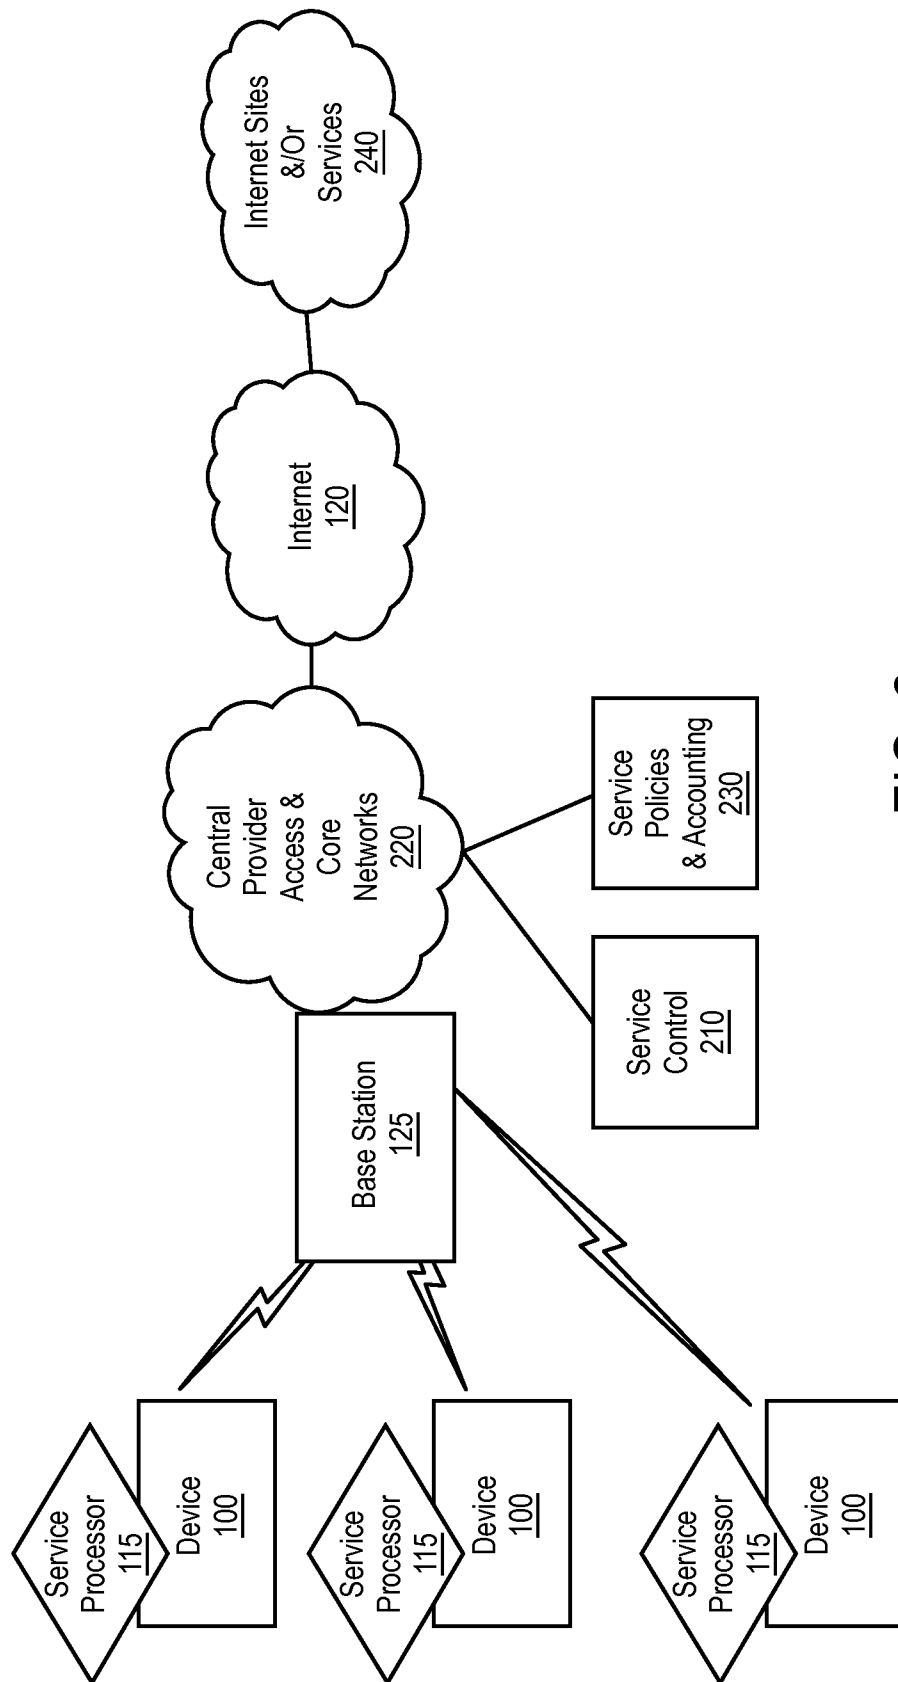 Service
Processor
115
Device
100
Service
Processor
115
Device
100
Service
Processor
115
Device
100
Base Station
125
Central
Provider
Access &
Core
Networks
220
Internet
120
Internet Sites
&/Or
Services
240
Service
Control
210
Service
Policies
& Accounting
230